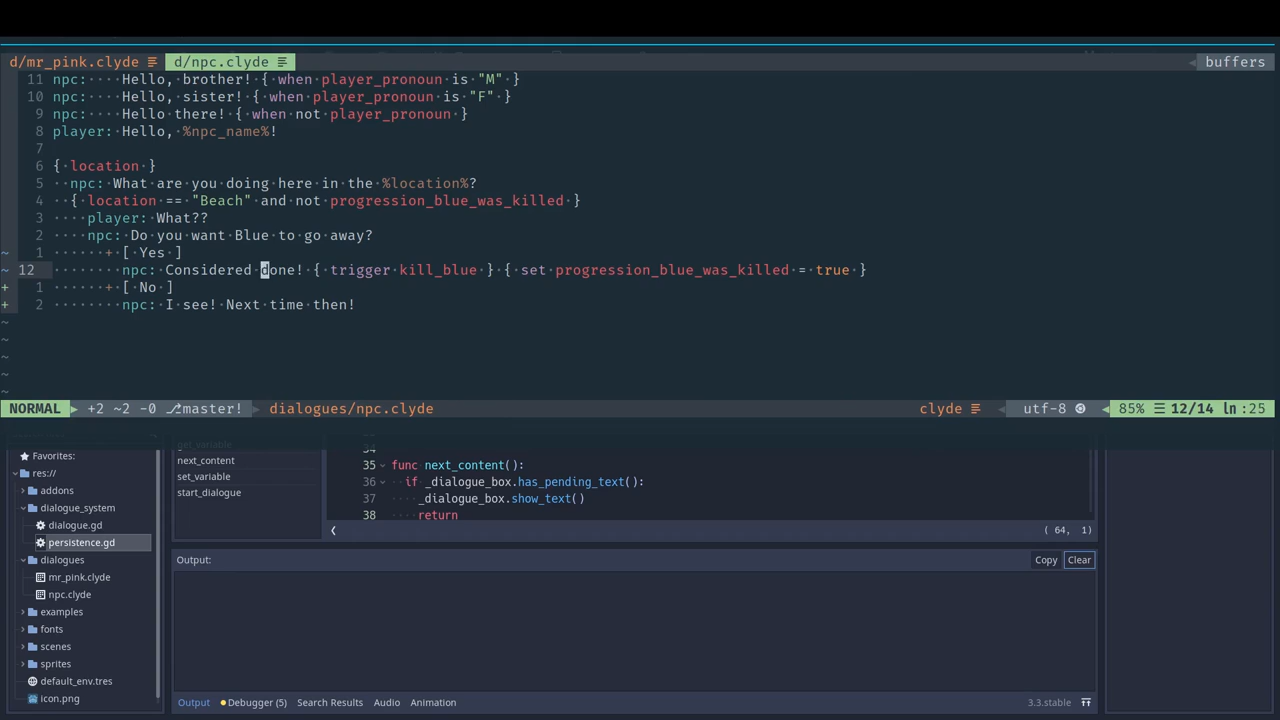 d/mr_pink.clyde d/npc.clyde buffers
11 npc: Hello, brother! { when player_pronoun is "M" }
10 npc: Hello, sister! { when player_pronoun is "F" }
9 npc: Hello there! { when not player_pronoun }
8 player: Hello, %npc_name%!
7
6 { location }
5 npc: What are you doing here in the %location%?
4 { location == "Beach" and not progression_blue_was_killed }
3 player: What??
2 npc: Do you want Blue to go away?
~ 1 + [ Yes ]
~ 12 npc: Considered done! { trigger kill_blue } { set progression_blue_was_killed = true }
+ 1 + [ No ]
+ 2 npc: I see! Next time then!
~
~
~
~
~
NORMAL +2 ~2 -0 master! dialogues/npc.clyde clyde utf-8 85% 12/14 ln:25
Favorites:
res://
addons
dialogue_system
dialogue.gd
persistence.gd
dialogues
mr_pink.clyde
npc.clyde
examples
fonts
scenes
sprites
default_env.tres
icon.png
get_variable
next_content
set_variable
start_dialogue
34
35 func next_content():
36 if _dialogue_box.has_pending_text():
37 _dialogue_box.show_text()
38 return
( 64, 1)
Output: Copy Clear
Output Debugger (5) Search Results Audio Animation 3.3.stable